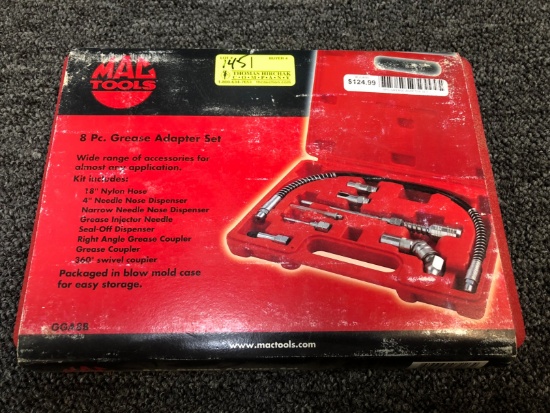 MAC
TOOLS
1451
THOMAS HIRCHAK
C·O·M·P·A·N·Y
$124.99
8 Pc. Grease Adapter Set
Wide range of accessories for
almost any application.
Kit includes:
18" Nylon Hose
4" Needle Nose Dispenser
Narrow Needle Nose Dispenser
Grease Injector Needle
Seal-Off Dispenser
Right Angle Grease Coupler
Grease Coupler
360° swivel coupler
Packaged in blow mold case
for easy storage.
www.mactools.com